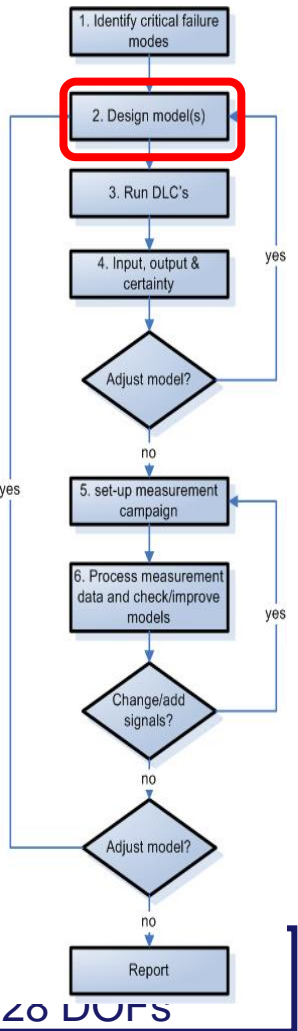 1. Identify critical failure
modes
2. Design model(s)
3. Run DLC's
yes
4. Input, output &
certainty
Adjust model?
no
yes
5. set-up measurement
campaign
6. Process measurement
data and check/improve
models
yes
Change/add
signals?
no
Adjust model?
no
Report
28 DOFs